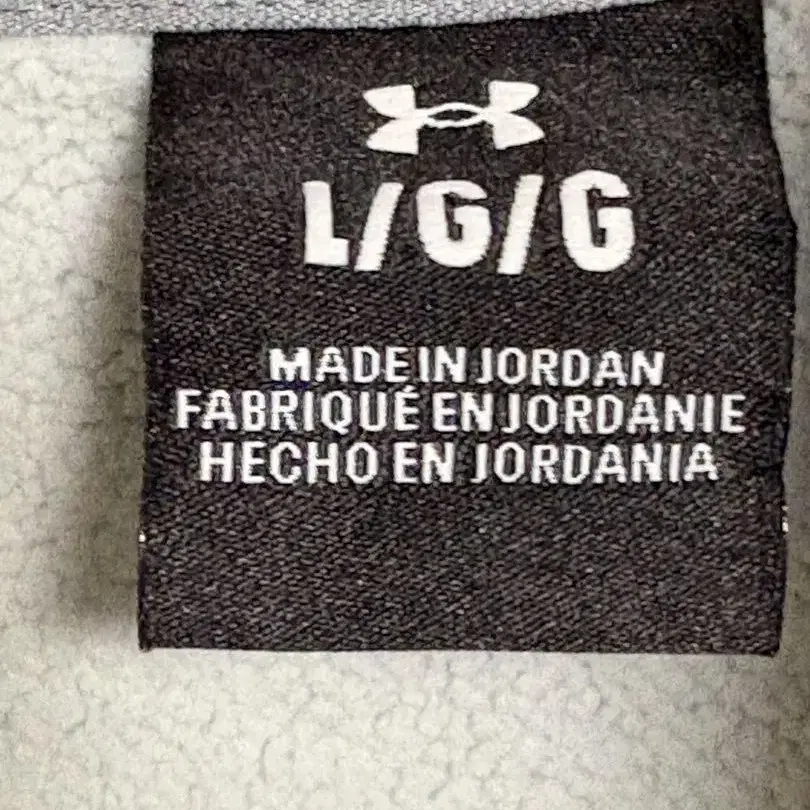 L/G/G
MADE IN JORDAN
FABRIQUÉ EN JORDANIE
HECHO EN JORDANIA